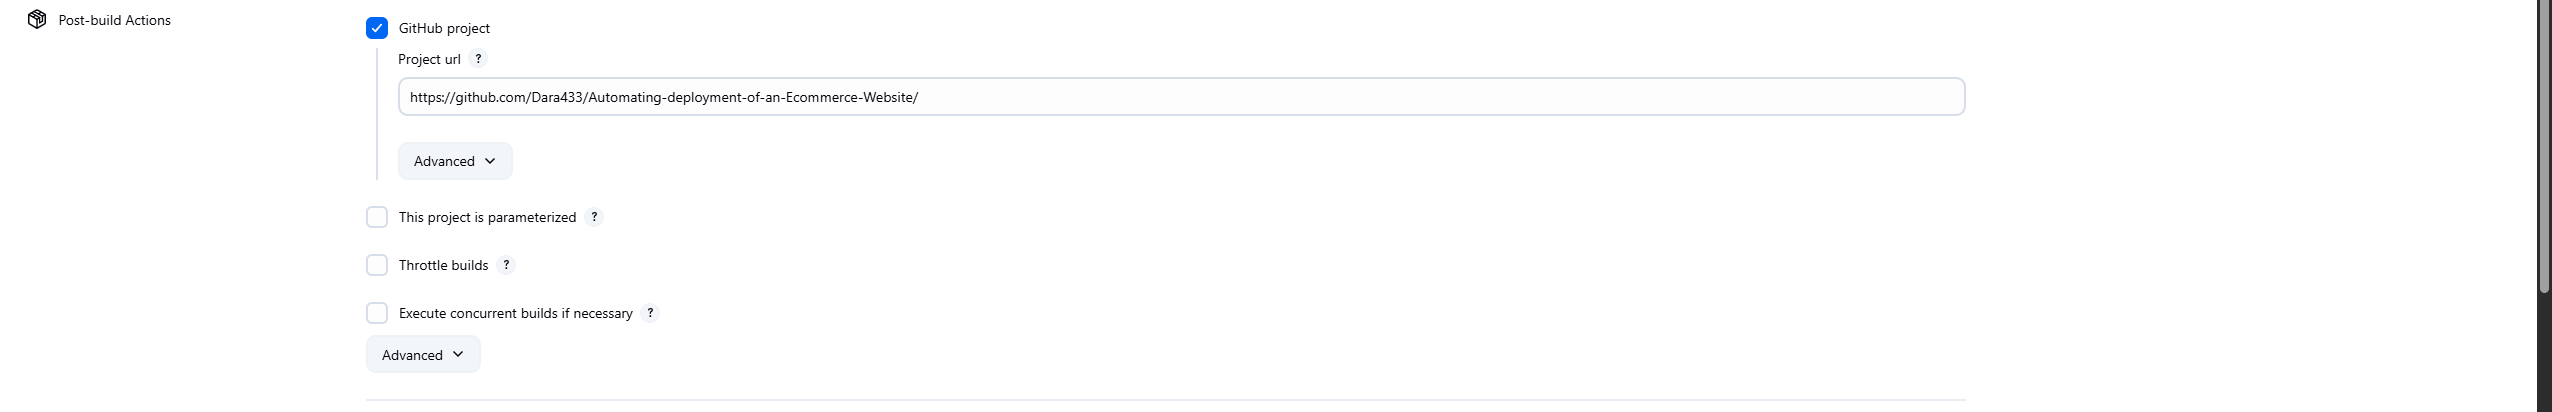 Post-build Actions
GitHub project
Project url ?
https://github.com/Dara433/Automating-deployment-of-an-Ecommerce-Website/
Advanced
This project is parameterized ?
Throttle builds ?
Execute concurrent builds if necessary ?
Advanced